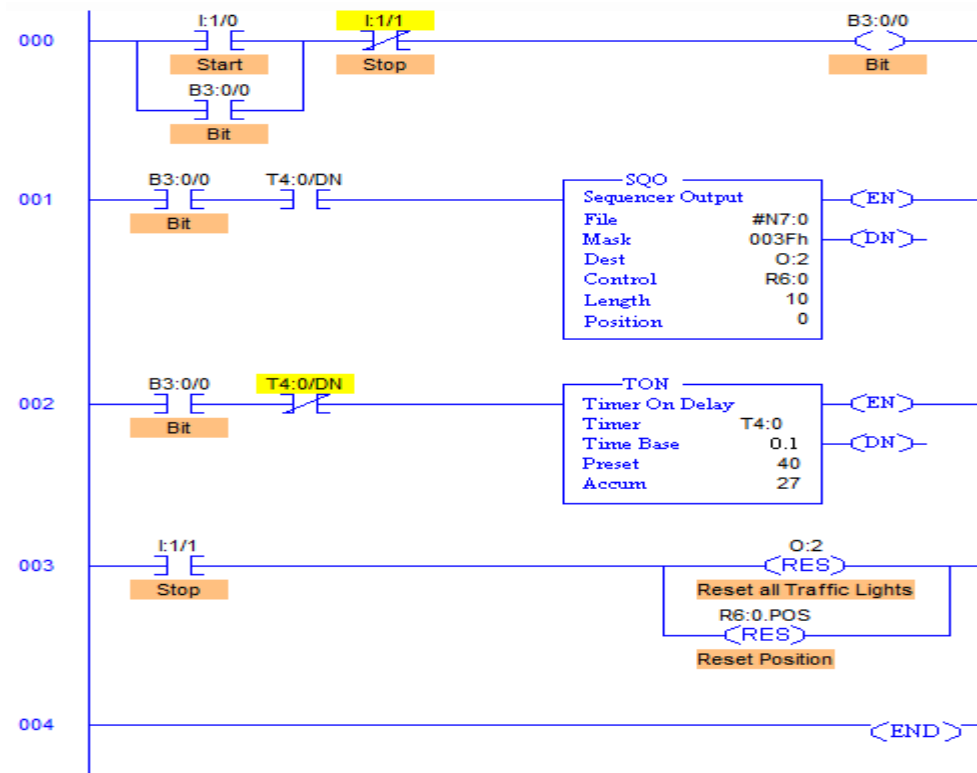 I:1/0 I:1/1 B3:0/0
000
Start Stop Bit
B3:0/0
Bit
B3:0/0 T4:0/DN SQO
001 Sequencer Output (EN)
Bit File #N7:0
Mask 003Fh (DN)
Dest O:2
Control R6:0
Length 10
Position 0
B3:0/0 T4:0/DN TON
002 Timer On Delay (EN)
Bit Timer T4:0
Time Base 0.1 (DN)
Preset 40
Accum 27
I:1/1 O:2
003 (RES)
Stop Reset all Traffic Lights
R6:0.POS
(RES)
Reset Position
004 (END)